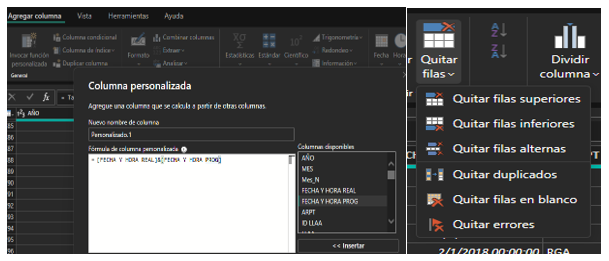 Agregar columna Vista Herramientas Ayuda
Columna condicional
Columna de índice
Invocar función personalizada Duplicar columna
Formato
Combinar columnas
Extraer
Analizar
Estadísticas Estándar Científico
Trigonometría
Redondeo
Información
Fecha Hora
General
fx = Ta
AÑO
85
86
87
88
89
90
91
92
93
94
95
96
Columna personalizada
Agregue una columna que se calcula a partir de otras columnas.
Nuevo nombre de columna
Personalizado.1
Fórmula de columna personalizada
= [FECHA Y HORA REAL]&[FECHA Y HORA PROG]
Columnas disponibles
AÑO
MES
Mes_N
FECHA Y HORA REAL
FECHA Y HORA PROG
ARPT
ID LLAA
<< Insertar
Quitar filas
Dividir columna
Quitar filas superiores
Quitar filas inferiores
Quitar filas alternas
Quitar duplicados
Quitar filas en blanco
Quitar errores
2/1/2018 00:00:00 RGA